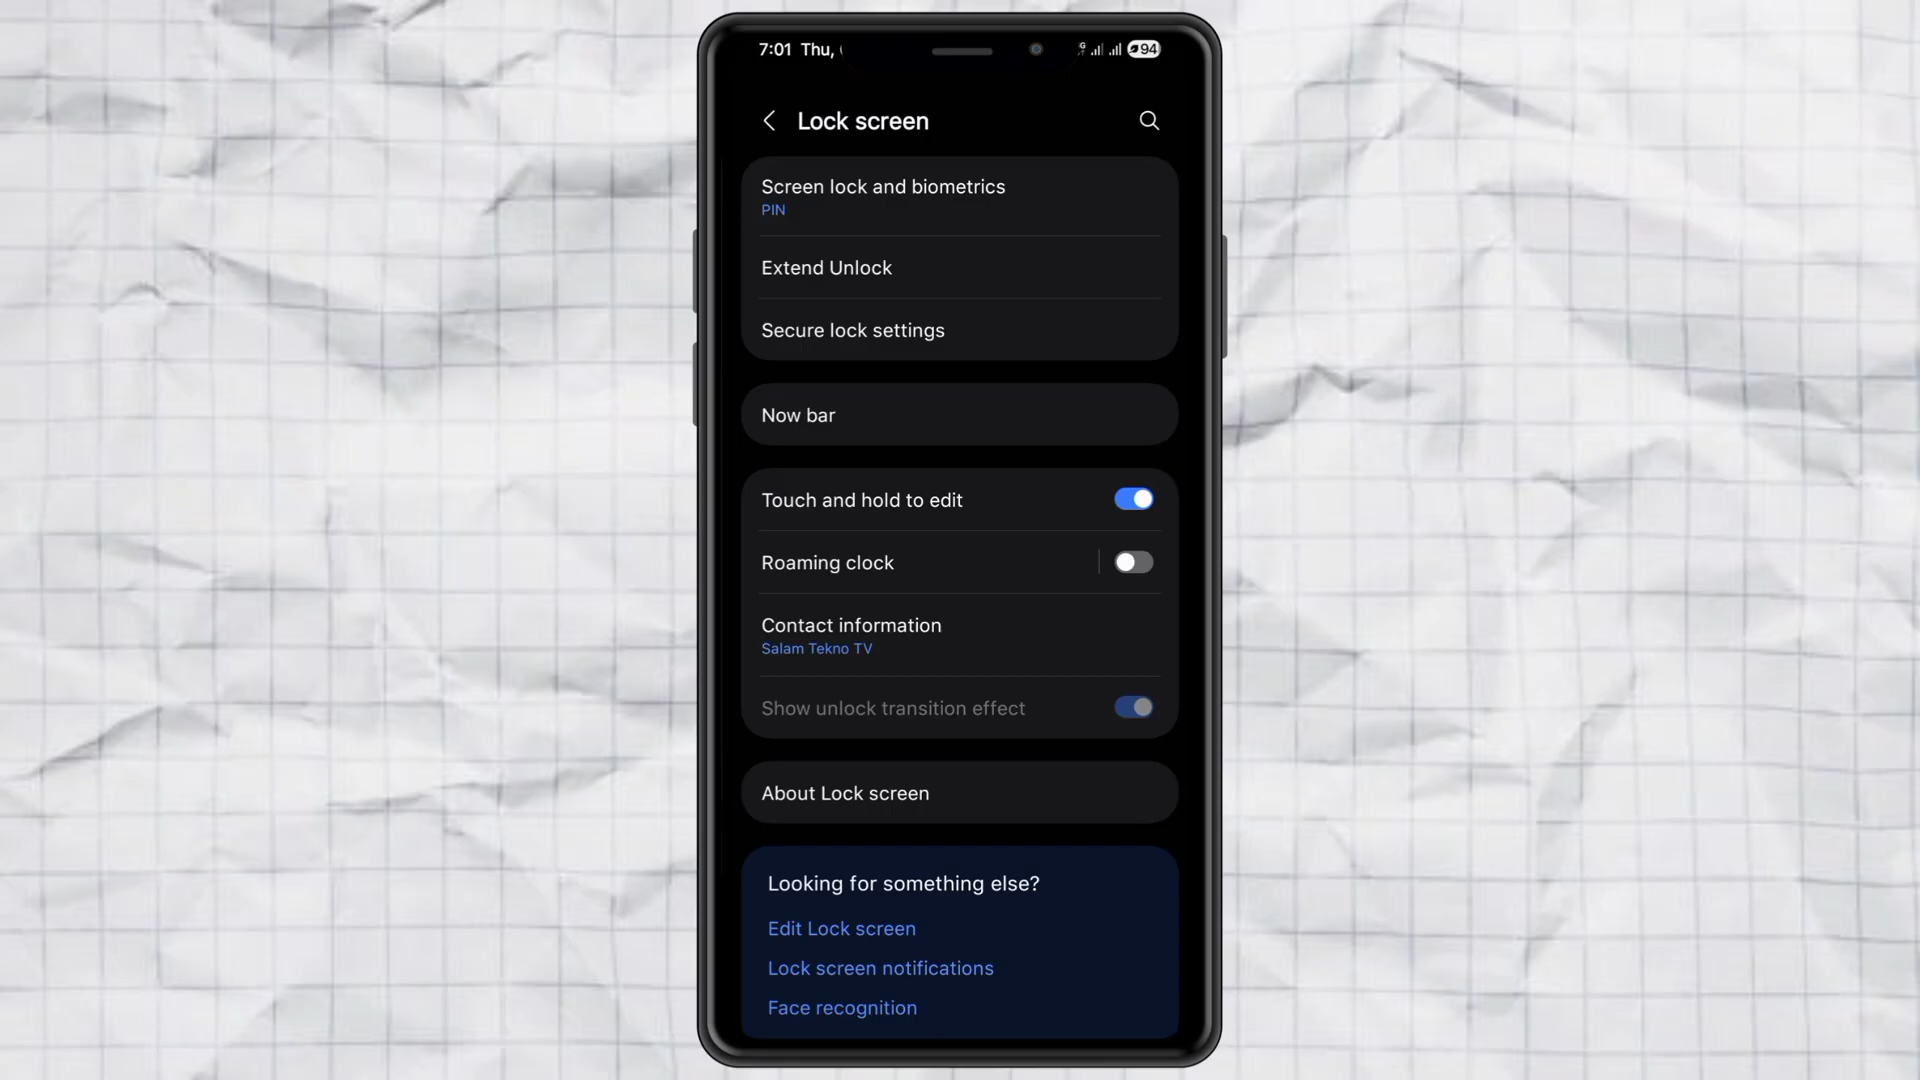 7:01 Thu,
94
Lock screen
Screen lock and biometrics
PIN
Extend Unlock
Secure lock settings
Now bar
Touch and hold to edit
Roaming clock
Contact information
Salam Tekno TV
Show unlock transition effect
About Lock screen
Looking for something else?
Edit Lock screen
Lock screen notifications
Face recognition